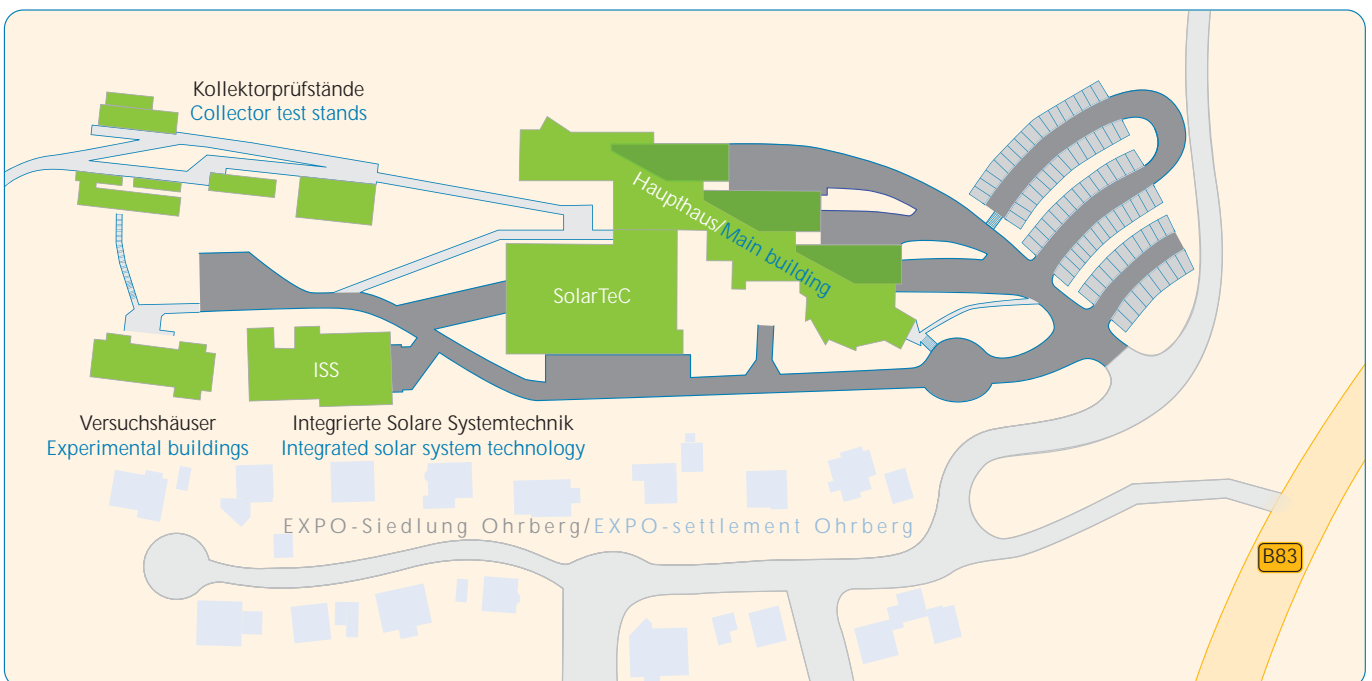 Kollektorprüfstände
Collector test stands
Haupthaus/Main building
SolarTeC
ISS
Versuchshäuser
Experimental buildings
Integrierte Solare Systemtechnik
Integrated solar system technology
EXPO-Siedlung Ohrberg/EXPO-settlement Ohrberg
B83